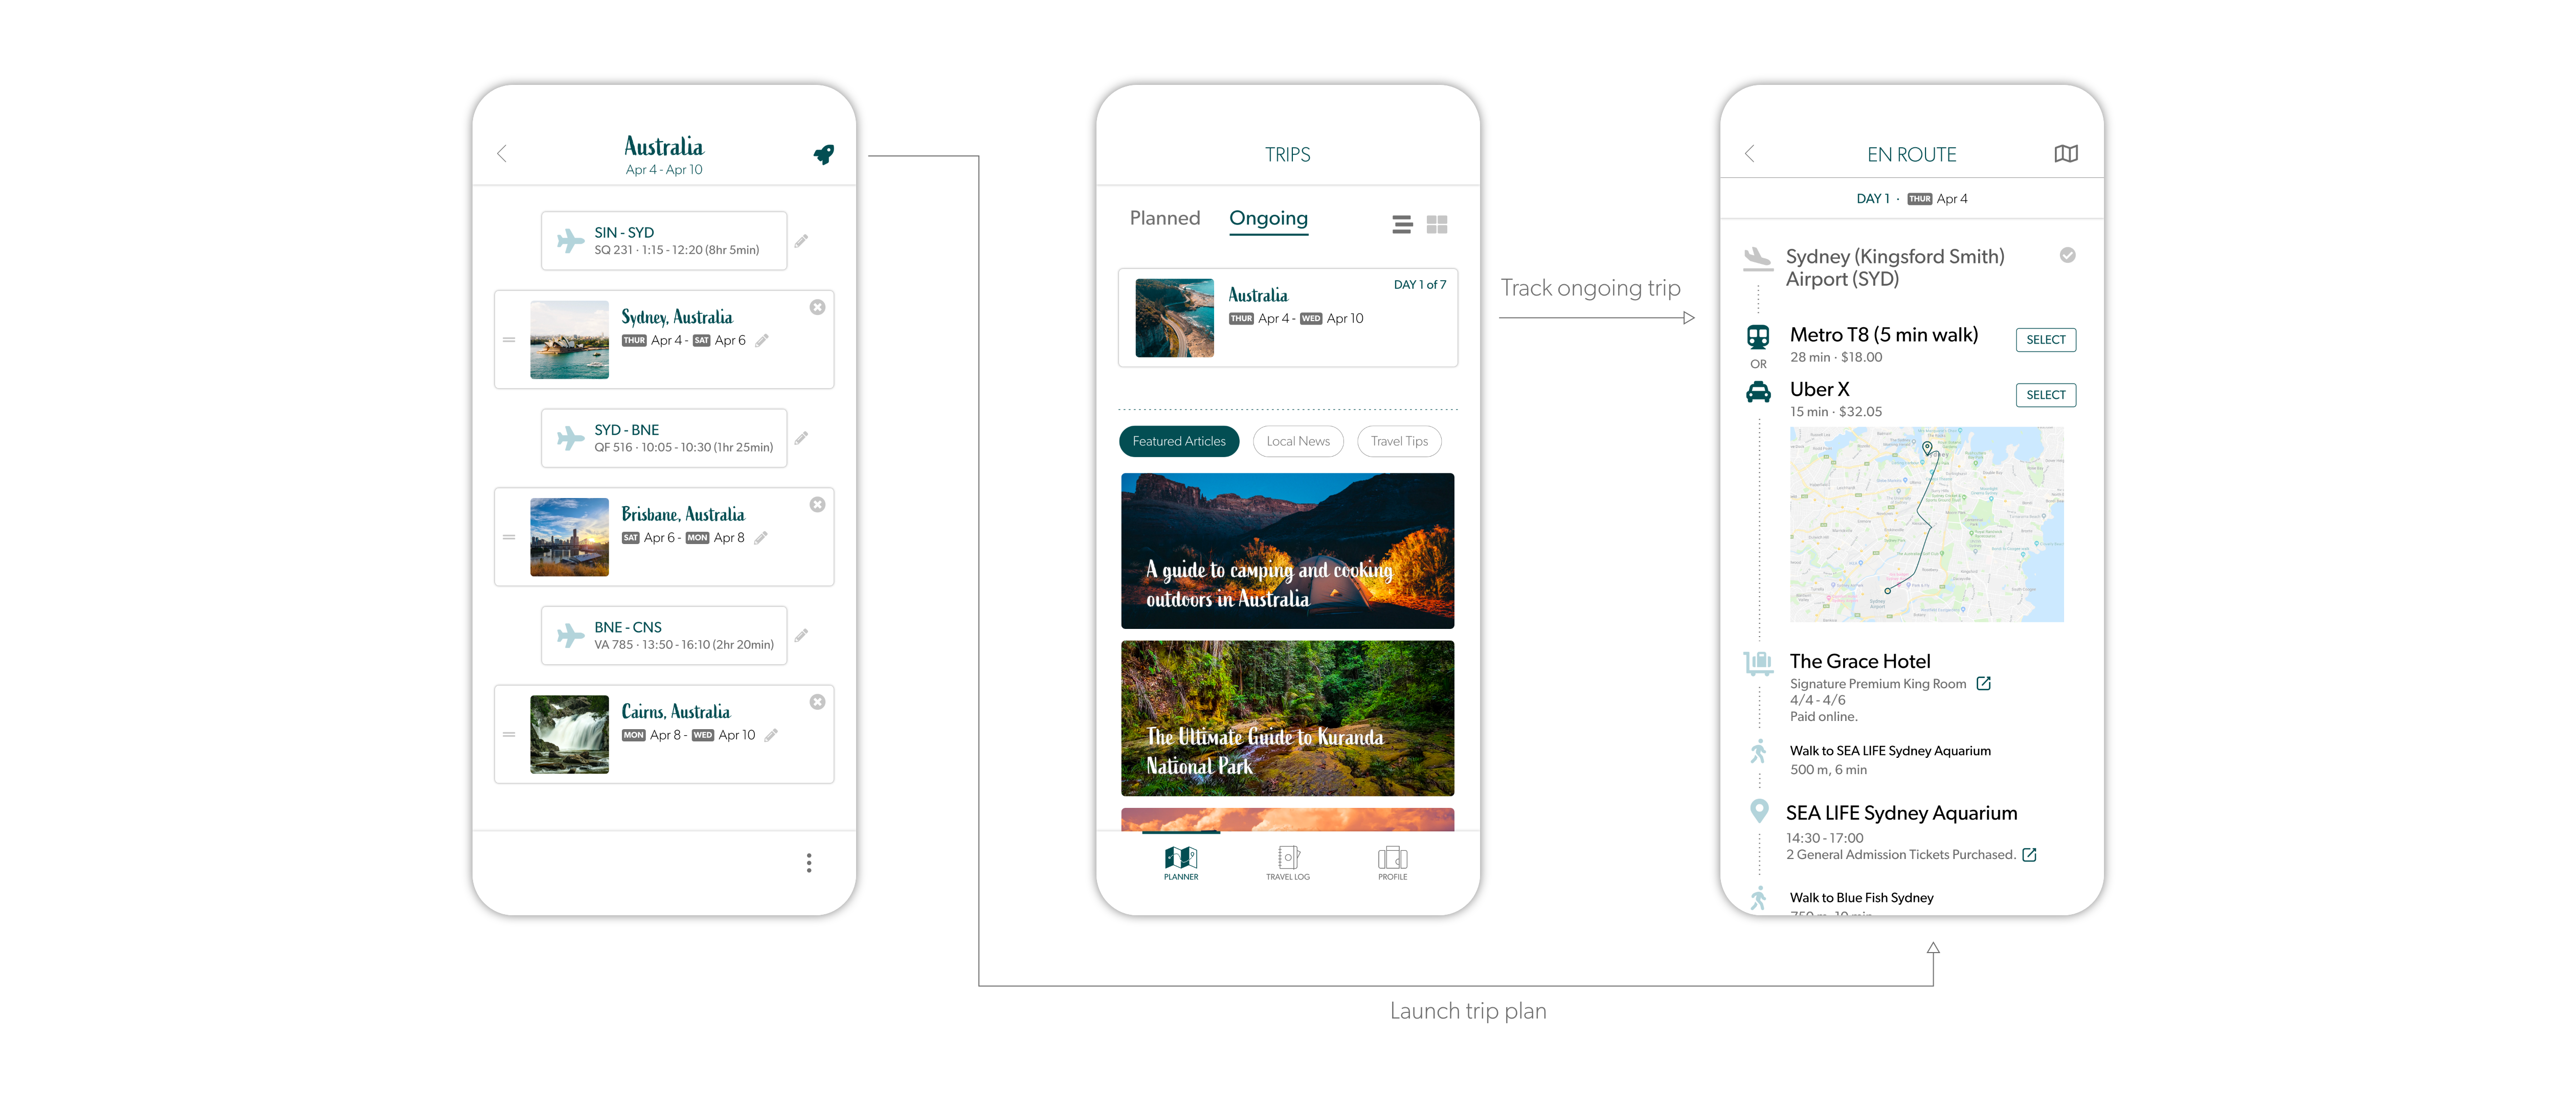 Australia
Apr 4 - Apr 10
SIN - SYD
SQ 231 · 1:15 - 12:20 (8hr 5min)
Sydney, Australia
THUR Apr 4 - SAT Apr 6
SYD - BNE
QF 516 · 10:05 - 10:30 (1hr 25min)
Brisbane, Australia
SAT Apr 6 - MON Apr 8
BNE - CNS
VA 785 · 13:50 - 16:10 (2hr 20min)
Cairns, Australia
MON Apr 8 - WED Apr 10
TRIPS
Planned Ongoing
DAY 1 of 7
Australia
THUR Apr 4 - WED Apr 10
Featured Articles Local News Travel Tips
A guide to camping and cooking
outdoors in Australia
The Ultimate Guide to Kuranda
National Park
PLANNER TRAVEL LOG PROFILE
Track ongoing trip
EN ROUTE
DAY 1 · THUR Apr 4
Sydney (Kingsford Smith)
Airport (SYD)
Metro T8 (5 min walk)
SELECT
28 min · $18.00
OR
Uber X
SELECT
15 min · $32.05
Sydney
Sydney
Airport
The Grace Hotel
Signature Premium King Room
4/4 - 4/6
Paid online.
Walk to SEA LIFE Sydney Aquarium
500 m, 6 min
SEA LIFE Sydney Aquarium
14:30 - 17:00
2 General Admission Tickets Purchased.
Walk to Blue Fish Sydney
750 m, 10 min
Launch trip plan